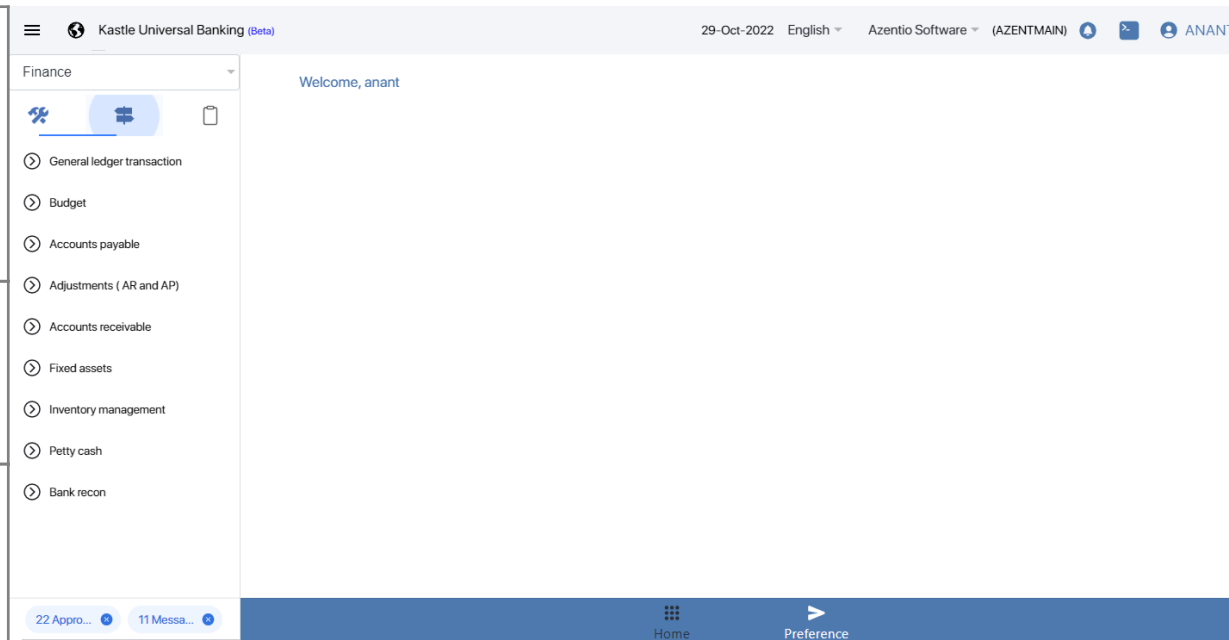 Kastle Universal Banking (Beta) 29-Oct-2022 English Azentio Software (AZENTMAIN) ANANT
Finance
Welcome, anant
General ledger transaction
Budget
Accounts payable
Adjustments ( AR and AP)
Accounts receivable
Fixed assets
Inventory management
Petty cash
Bank recon
22 Appro... 11 Messa...
Home Preference